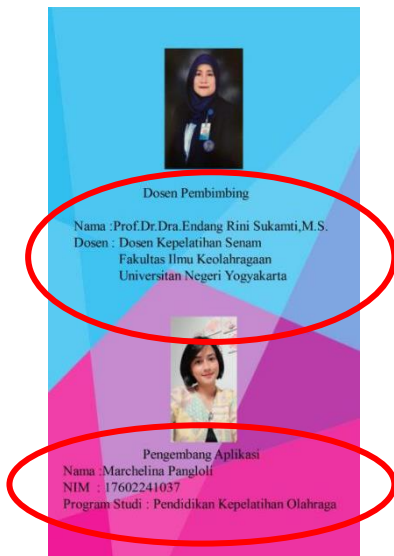 Dosen Pembimbing
Nama :Prof.Dr.Dra.Endang Rini Sukamti,M.S.
Dosen : Dosen Kepelatihan Senam
Fakultas Ilmu Keolahragaan
Universitan Negeri Yogyakarta
Pengembang Aplikasi
Nama :Marchelina Pangloli
NIM : 17602241037
Program Studi : Pendidikan Kepelatihan Olahraga